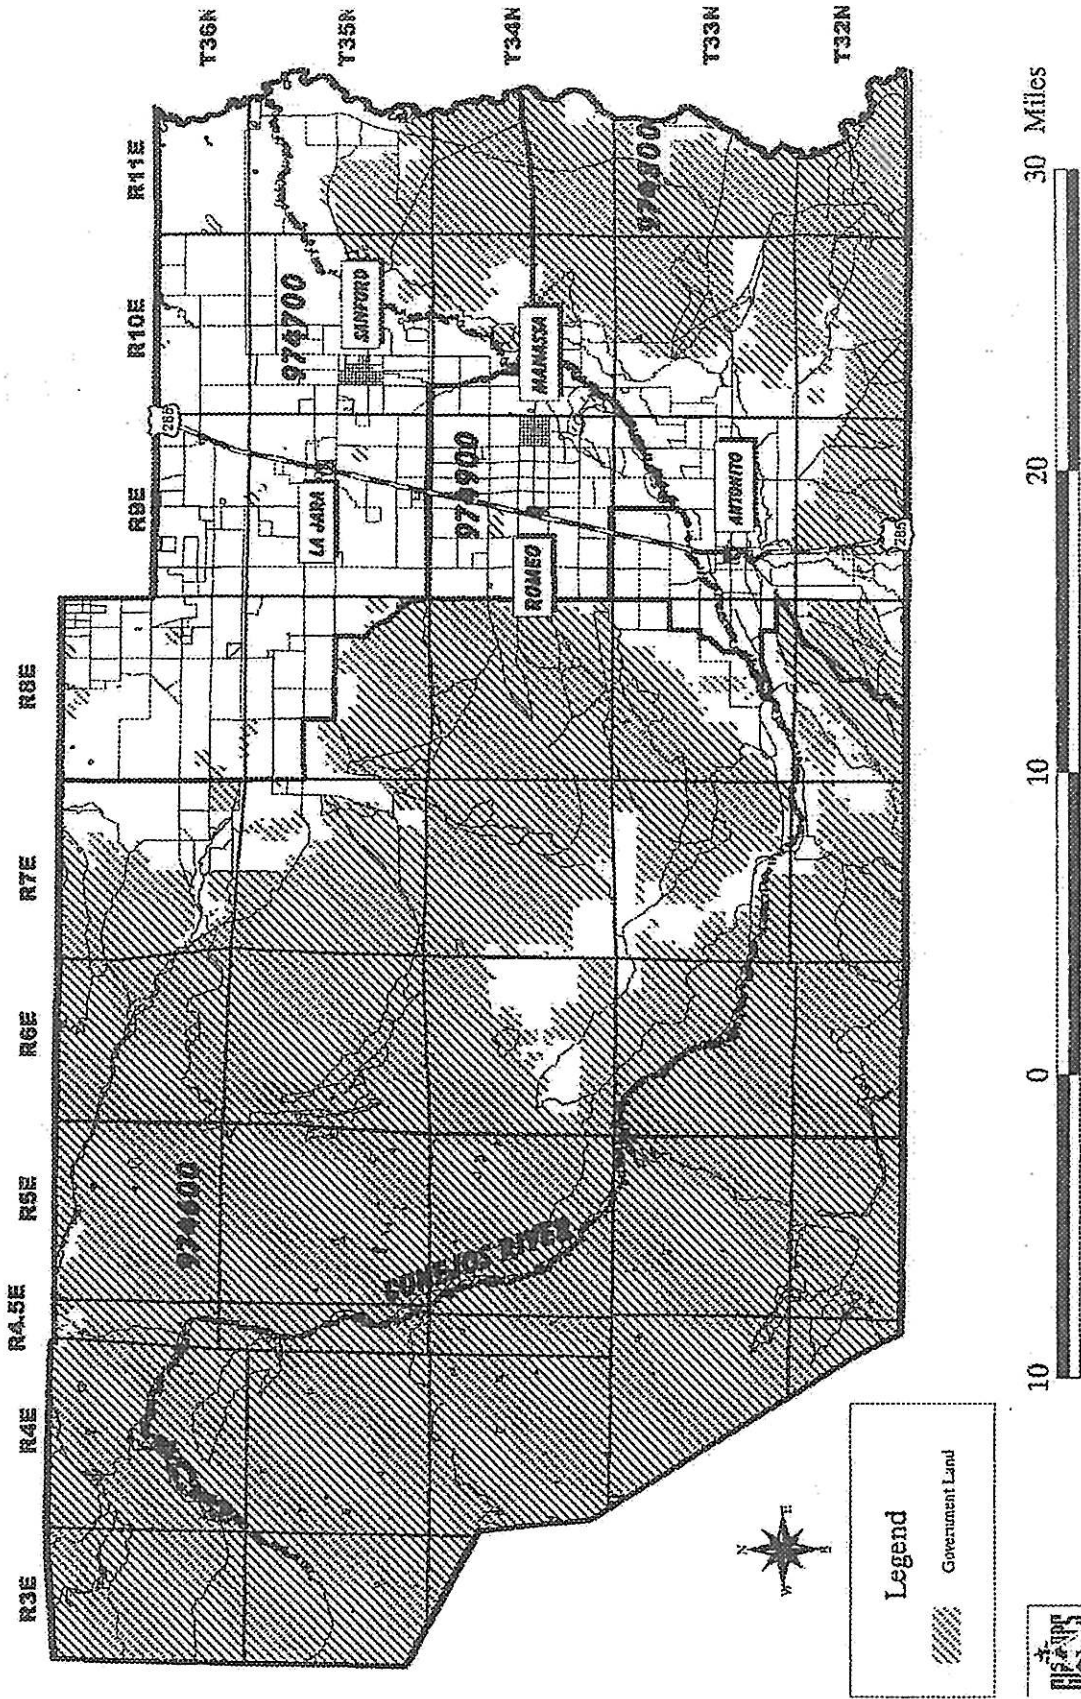 R3E
R4E
R4.5E
R5E
R6E
R7E
R8E
R9E
R10E
R11E
T36N
T35N
T34N
T33N
T32N
285
974700
SANFORD
LA JARA
974900
MANASSA
ROMEO
ANTONITO
285
974600
CONEJOS RIVER
N
W
E
Legend
Government Land
10
0
10
20
30
Miles